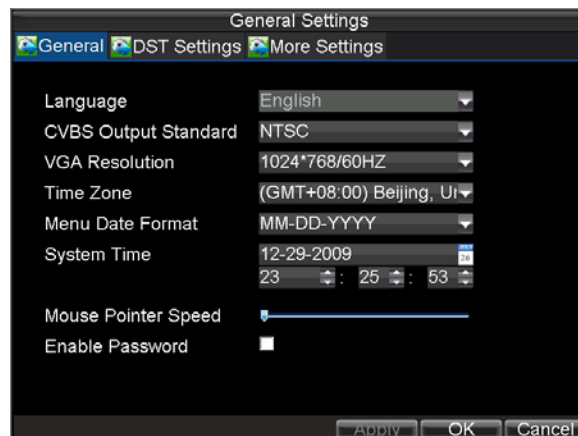 General Settings
General DST Settings More Settings
Language English
CVBS Output Standard NTSC
VGA Resolution 1024*768/60HZ
Time Zone (GMT+08:00) Beijing,
Menu Date Format MM-DD-YYYY
System Time 12-29-2009
26
23 : 25 : 53
Mouse Pointer Speed
Enable Password
Apply OK Cancel